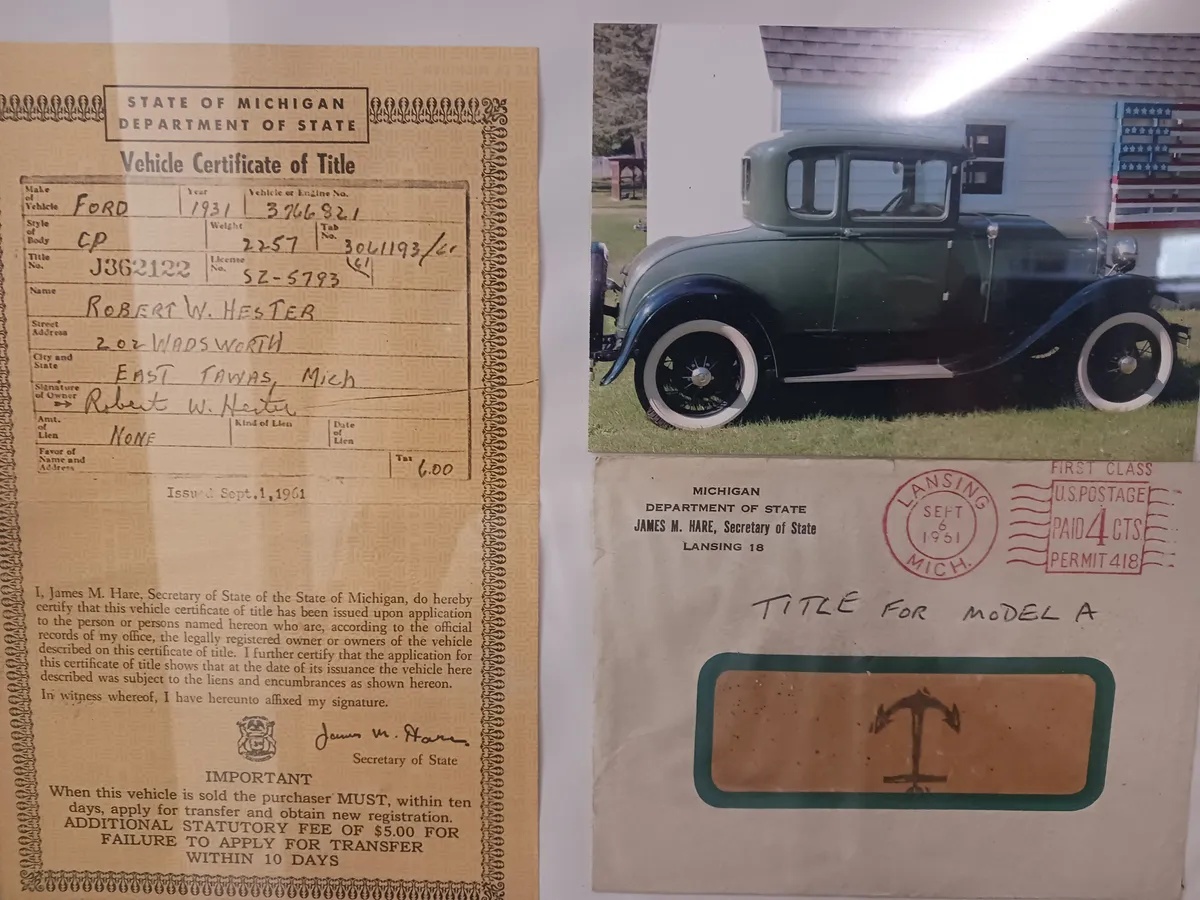 STATE OF MICHIGAN
DEPARTMENT OF STATE
Vehicle Certificate of Title
Make of Vehicle FORD Year 1931 Vehicle or Engine No. 3766821
Style of Body CP Weight 2257 Tab No. 3061193/61
Title No. J362122 License No. SZ-5793 (61
Name ROBERT W. HESTER
Street Address 202 WADSWORTH
City and State EAST TAWAS, Mich
Signature of Owner Robert W. Hester
Amt. of Lien NONE Kind of Lien Date of Lien
Favor of Name and Address Tax 6.00
Issued Sept.1,1961
I, James M. Hare, Secretary of State of the State of Michigan, do hereby
certify that this vehicle certificate of title has been issued upon application
to the person or persons named hereon who are, according to the official
records of my office, the legally registered owner or owners of the vehicle
described on this certificate of title. I further certify that the application for
this certificate of title shows that at the date of its issuance the vehicle here
described was subject to the liens and encumbrances as shown hereon.
In witness whereof, I have hereunto affixed my signature.
James M. Hare
Secretary of State
IMPORTANT
When this vehicle is sold the purchaser MUST, within ten
days, apply for transfer and obtain new registration.
ADDITIONAL STATUTORY FEE OF $5.00 FOR
FAILURE TO APPLY FOR TRANSFER
WITHIN 10 DAYS
MICHIGAN
DEPARTMENT OF STATE
JAMES M. HARE, Secretary of State
LANSING 18
LANSING
SEPT
6
1961
MICH.
FIRST CLASS
U.S.POSTAGE
PAID 4 CTS
PERMIT 418
TITLE FOR MODEL A